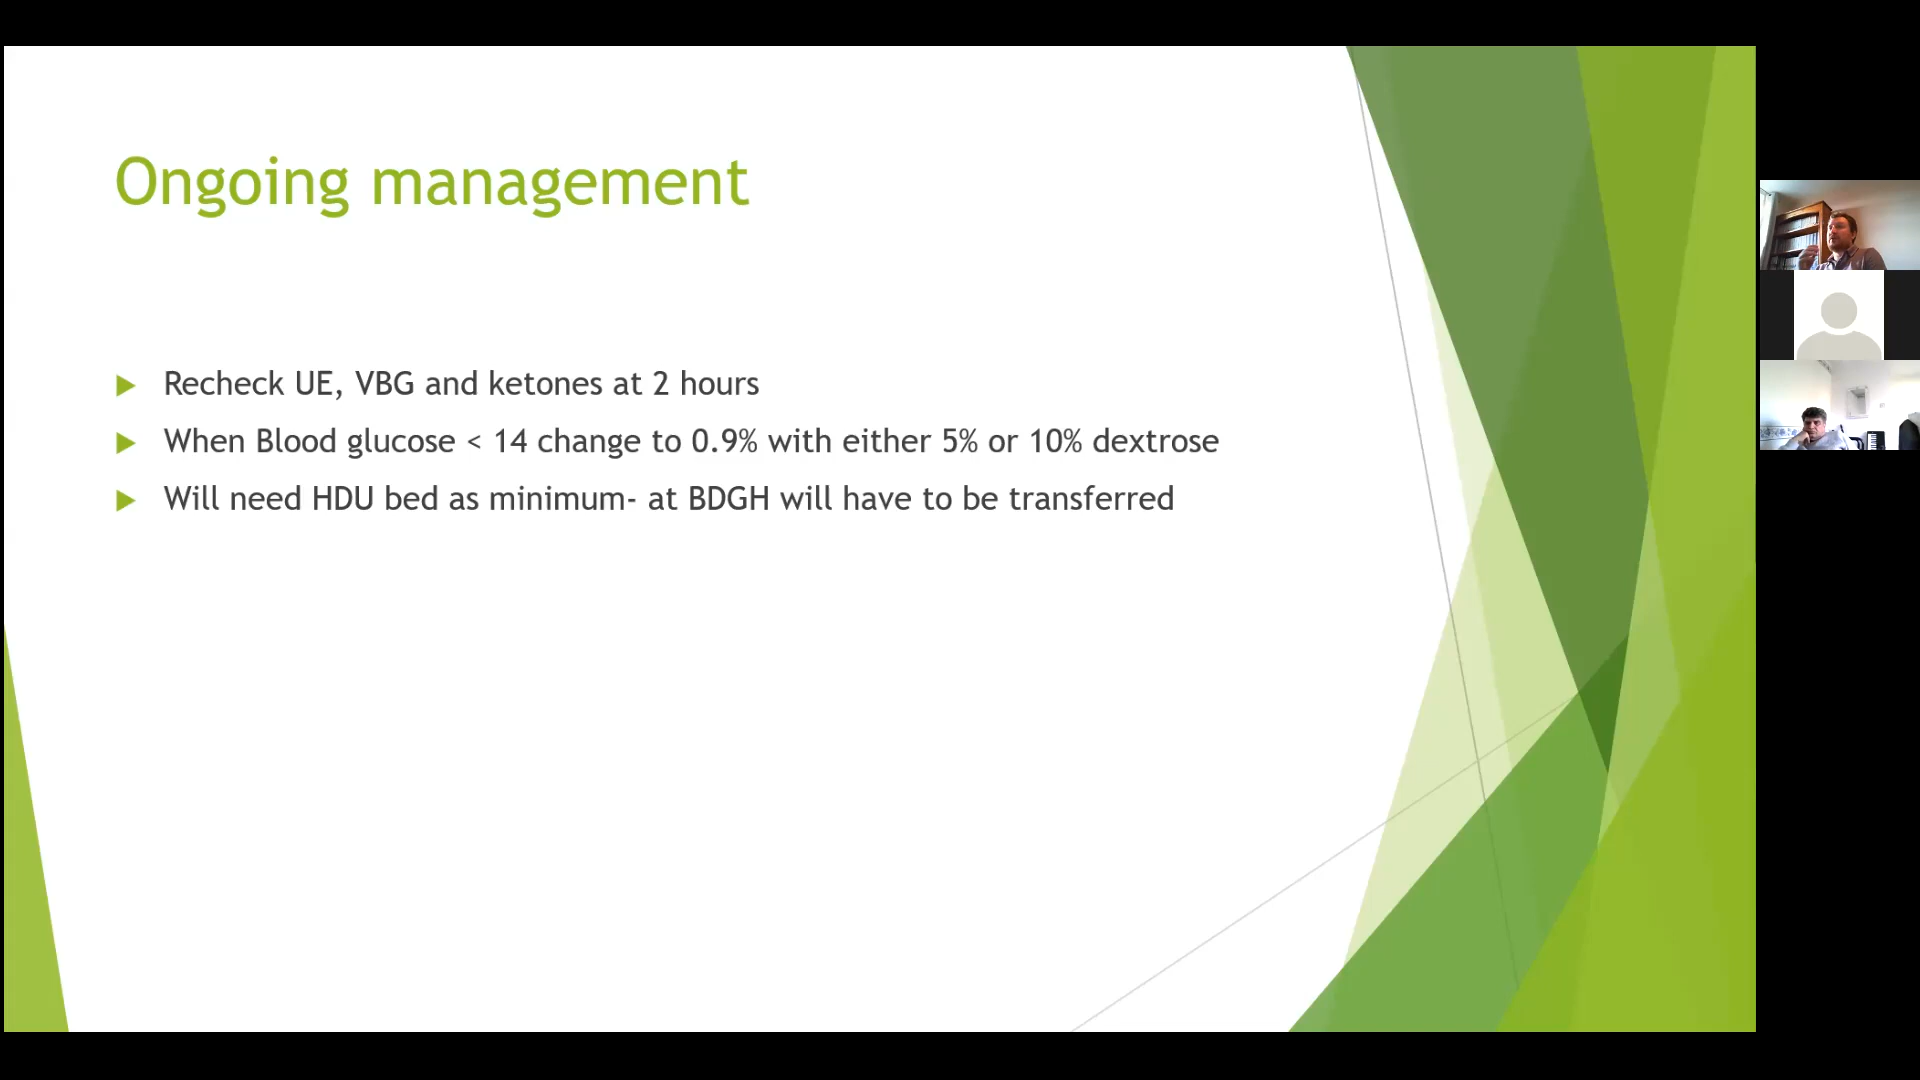 Ongoing management
Recheck UE, VBG and ketones at 2 hours
When Blood glucose < 14 change to 0.9% with either 5% or 10% dextrose
Will need HDU bed as minimum- at BDGH will have to be transferred